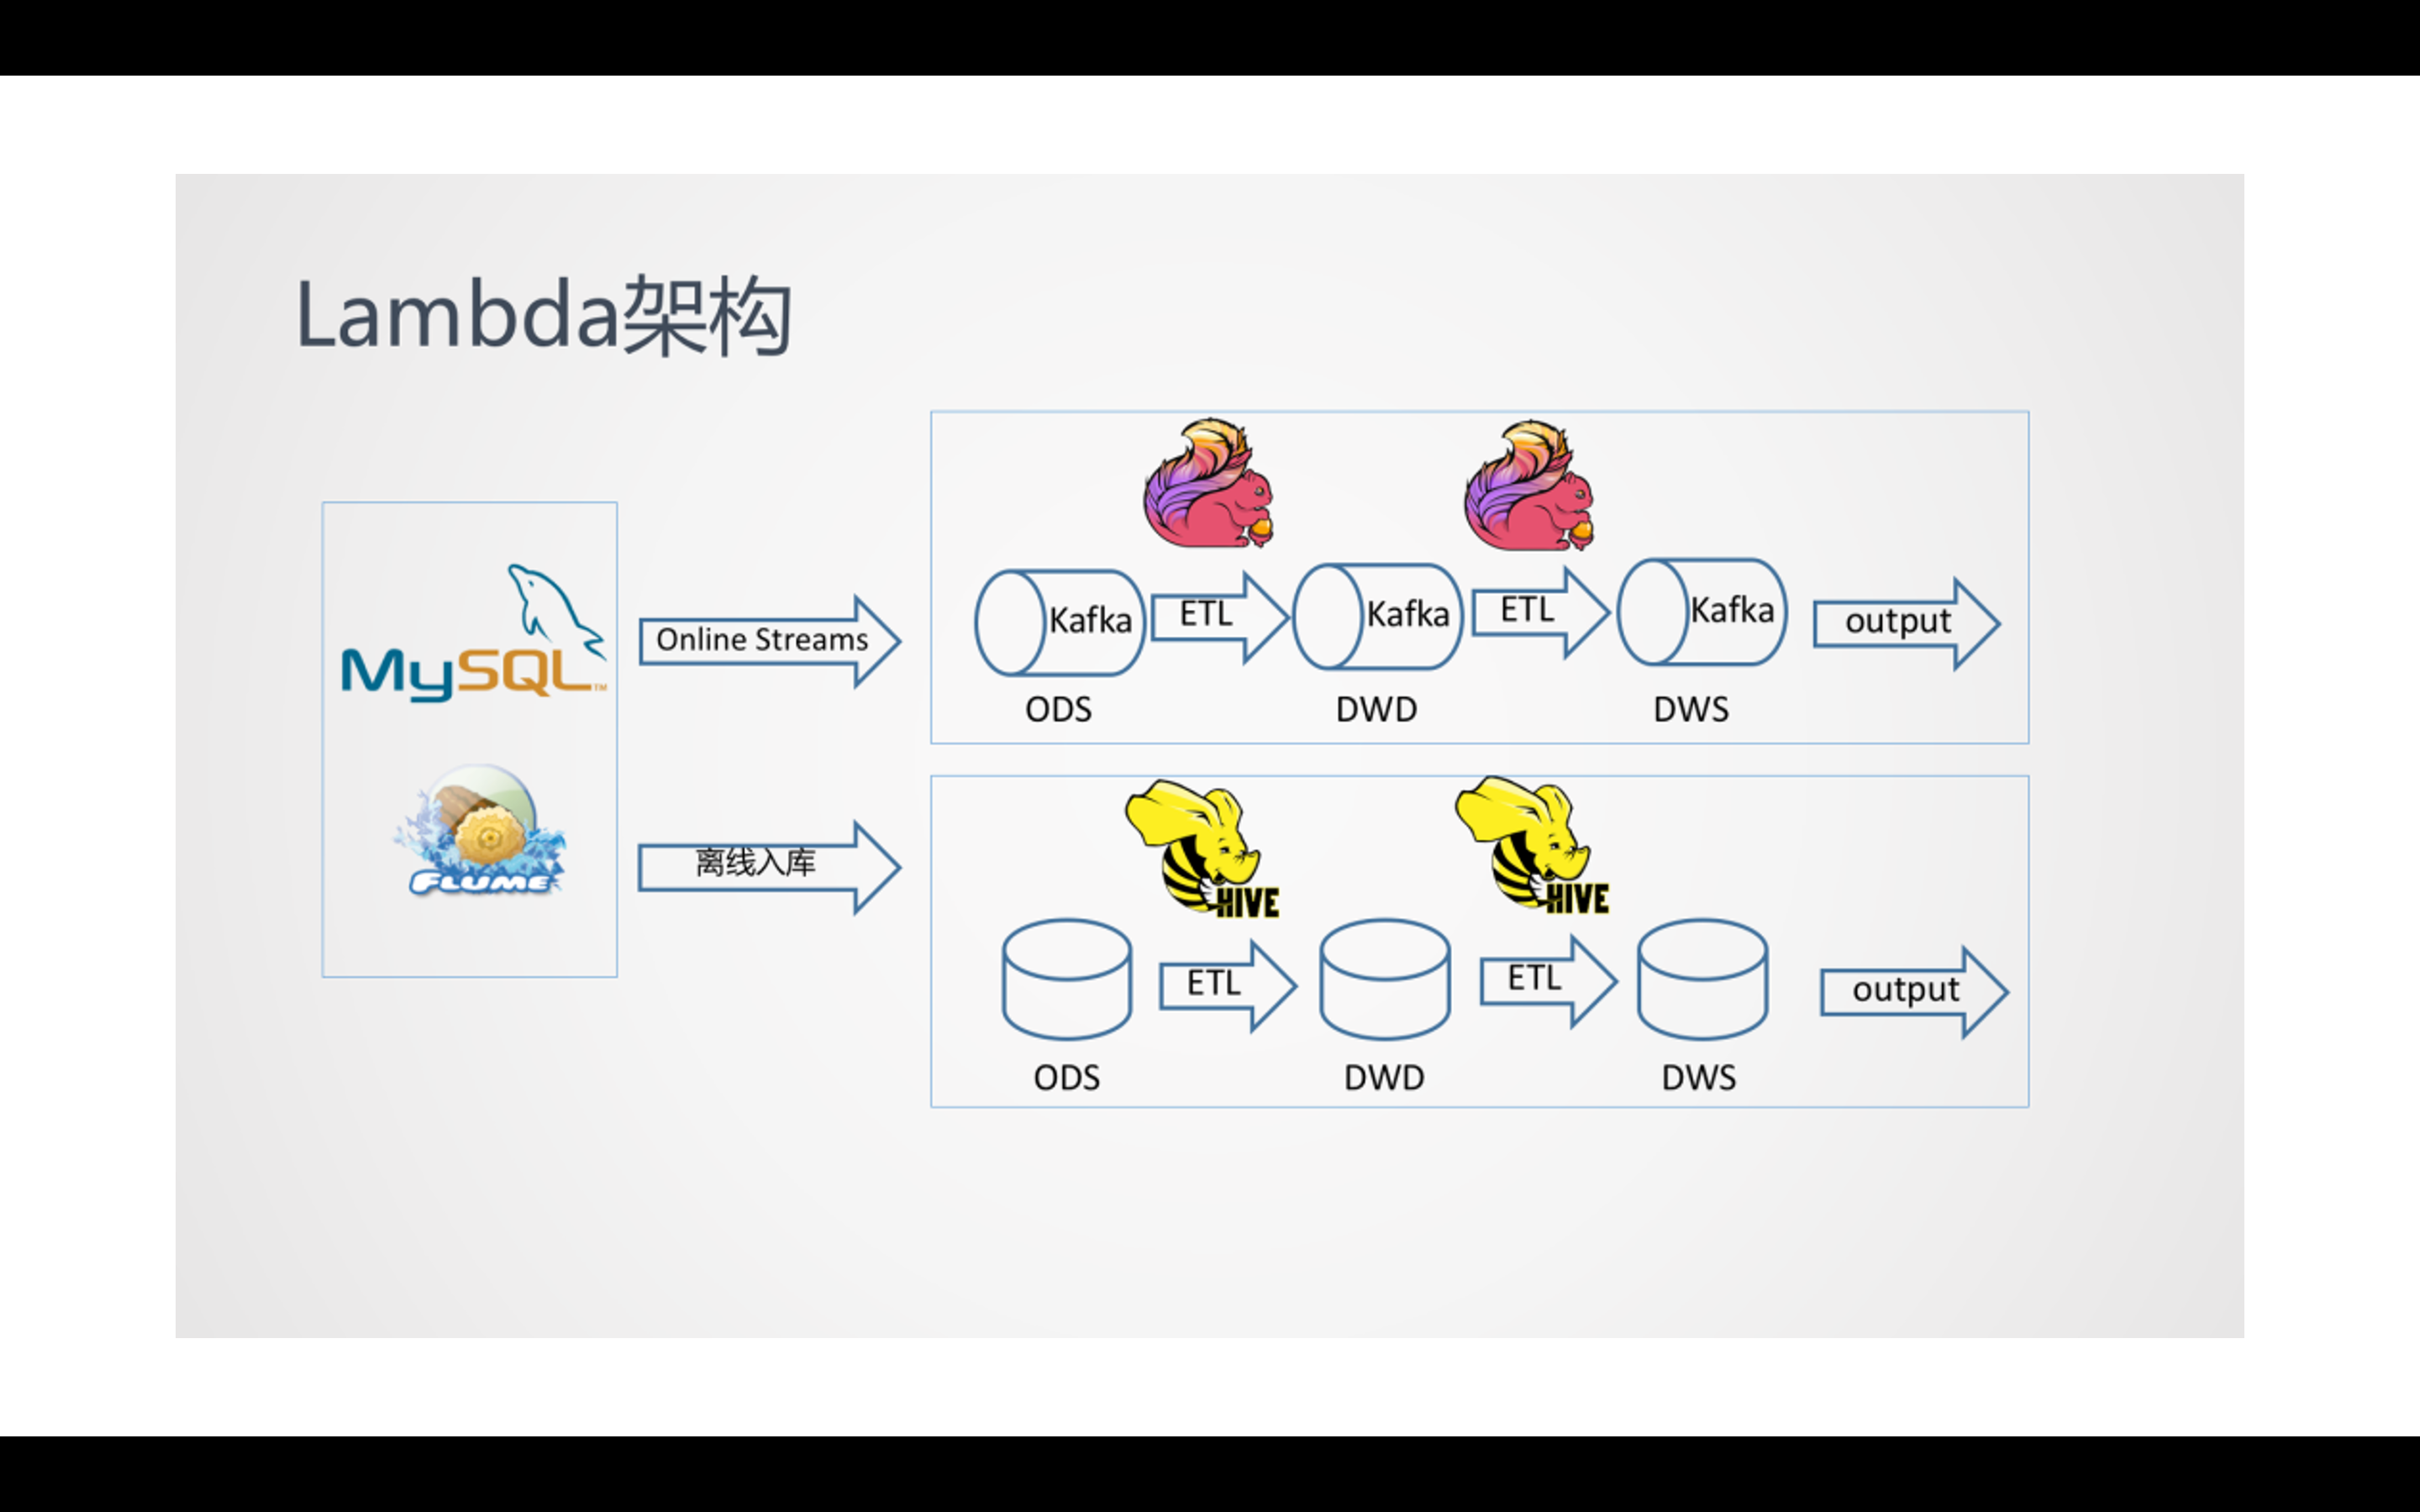 Lambda架构
MySQL™
FLUME
Online Streams
离线入库
Kafka
ETL
Kafka
ETL
Kafka
output
ODS
DWD
DWS
HIVE
HIVE
ETL
ETL
output
ODS
DWD
DWS